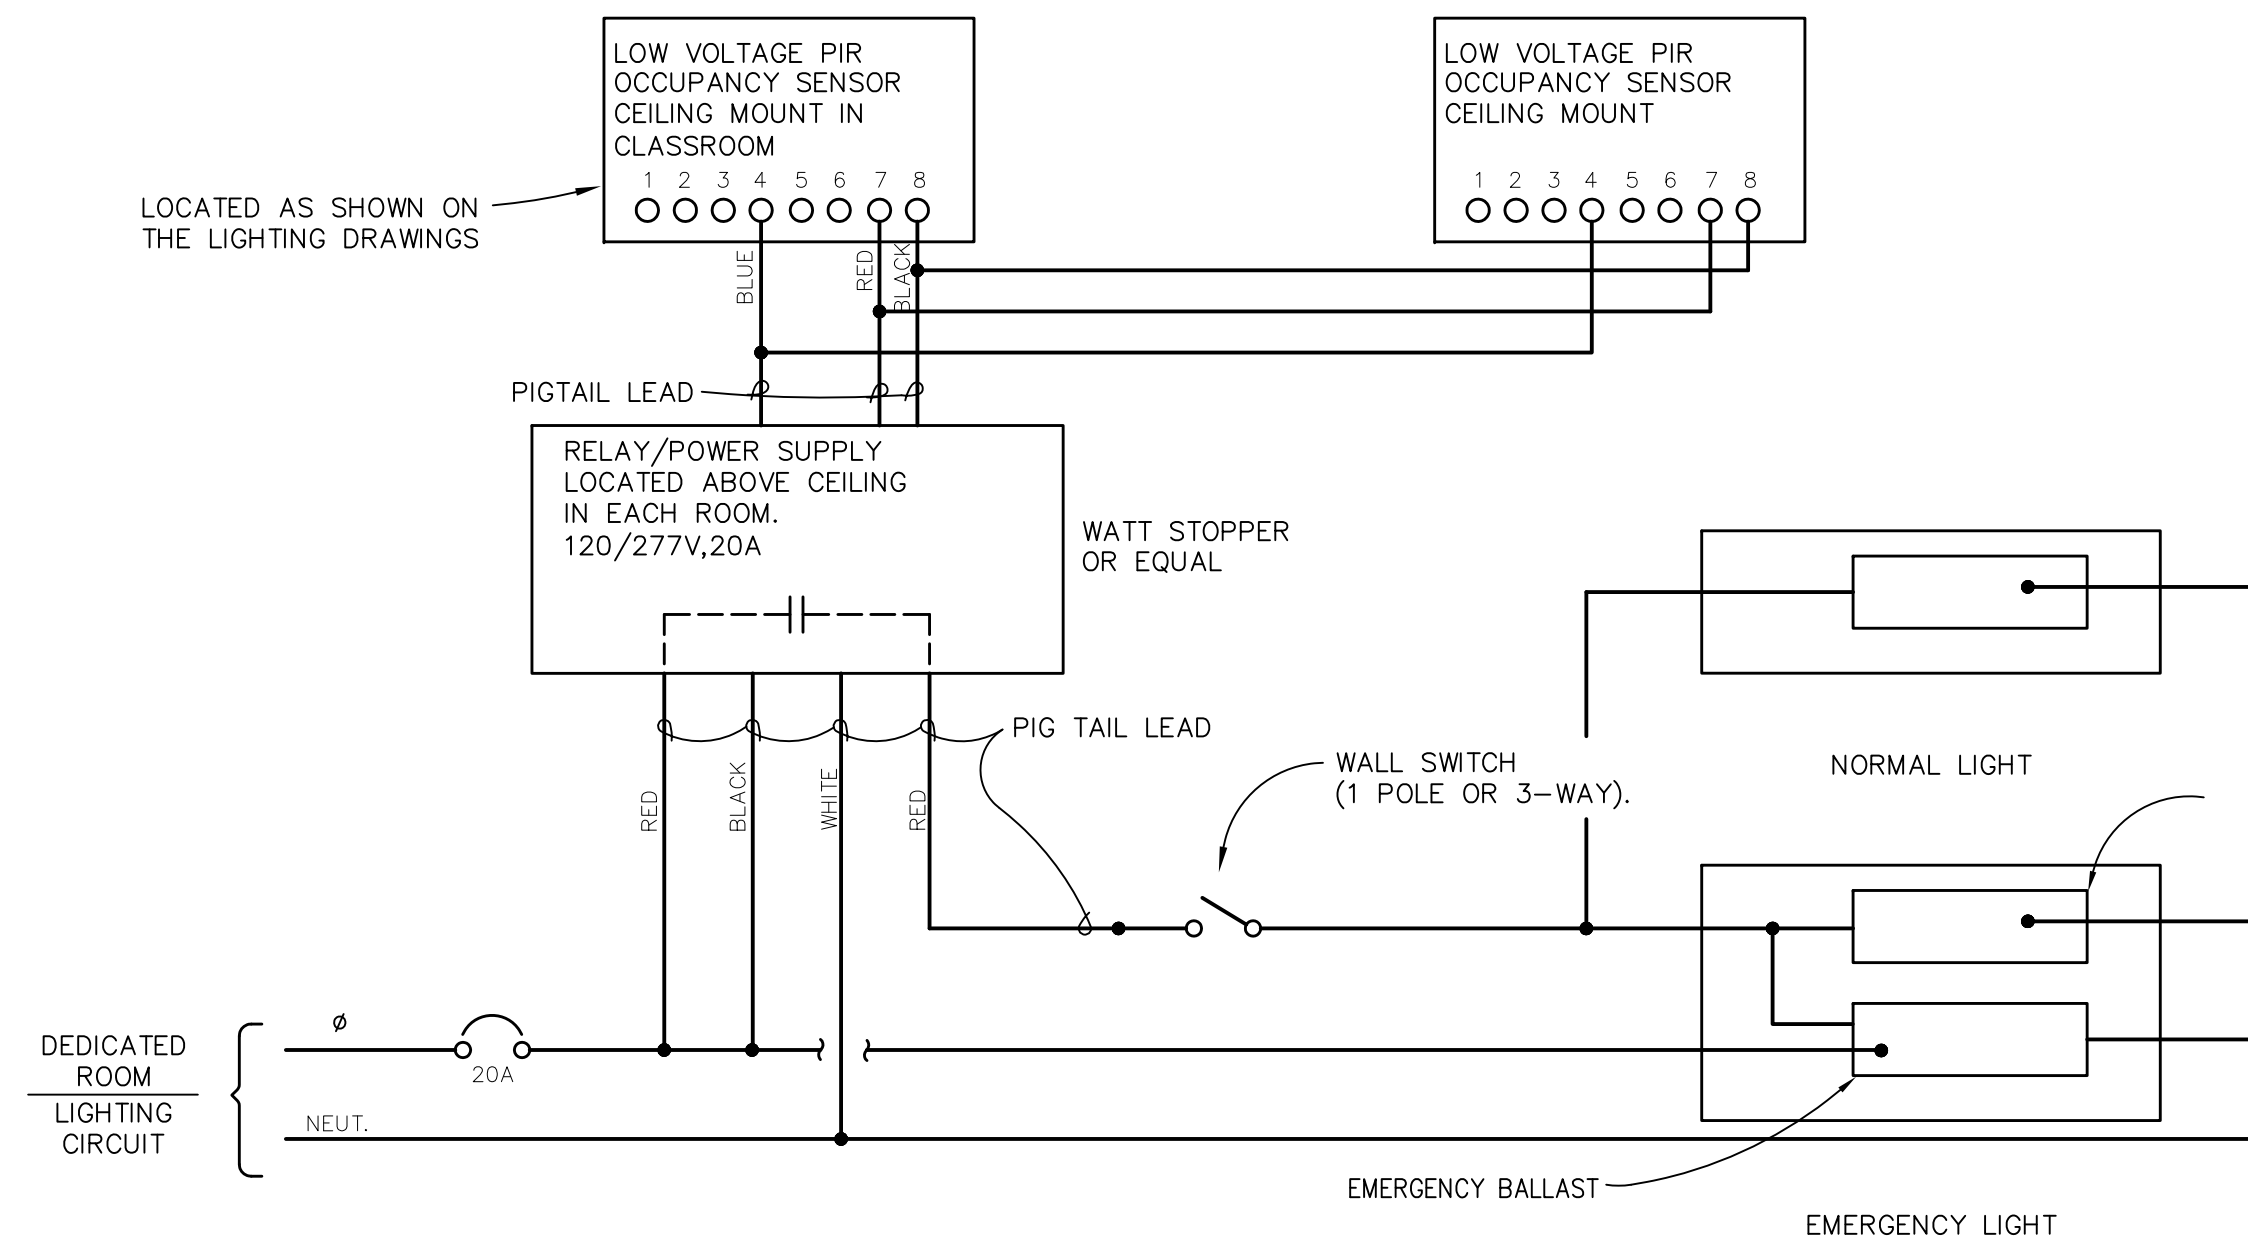 LOW VOLTAGE PIR
OCCUPANCY SENSOR
CEILING MOUNT IN
CLASSROOM
1 2 3 4 5 6 7 8
LOW VOLTAGE PIR
OCCUPANCY SENSOR
CEILING MOUNT
1 2 3 4 5 6 7 8
LOCATED AS SHOWN ON
THE LIGHTING DRAWINGS
BLUE
RED
BLACK
PIGTAIL LEAD
RELAY/POWER SUPPLY
LOCATED ABOVE CEILING
IN EACH ROOM.
120/277V,20A
WATT STOPPER
OR EQUAL
PIG TAIL LEAD
RED
BLACK
WHITE
RED
WALL SWITCH
(1 POLE OR 3-WAY).
NORMAL LIGHT
DEDICATED
ROOM
LIGHTING
CIRCUIT
ø
20A
NEUT.
EMERGENCY BALLAST
EMERGENCY LIGHT